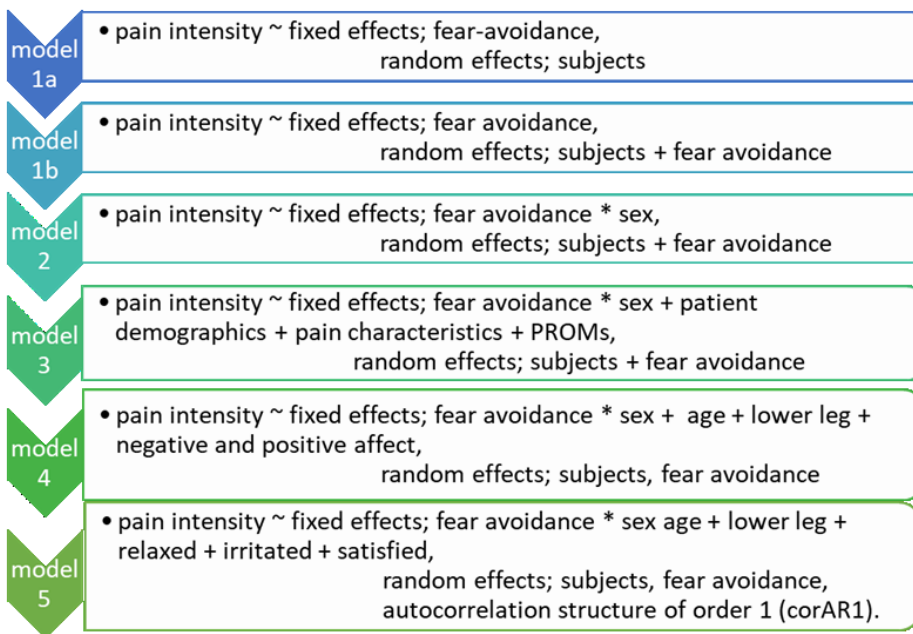 model
1a
• pain intensity ~ fixed effects; fear-avoidance,
random effects; subjects
model
1b
• pain intensity ~ fixed effects; fear avoidance,
random effects; subjects + fear avoidance
model
2
• pain intensity ~ fixed effects; fear avoidance * sex,
random effects; subjects + fear avoidance
model
3
• pain intensity ~ fixed effects; fear avoidance * sex + patient
demographics + pain characteristics + PROMs,
random effects; subjects + fear avoidance
model
4
• pain intensity ~ fixed effects; fear avoidance * sex + age + lower leg +
negative and positive affect,
random effects; subjects, fear avoidance
model
5
• pain intensity ~ fixed effects; fear avoidance * sex age + lower leg +
relaxed + irritated + satisfied,
random effects; subjects, fear avoidance,
autocorrelation structure of order 1 (corAR1).